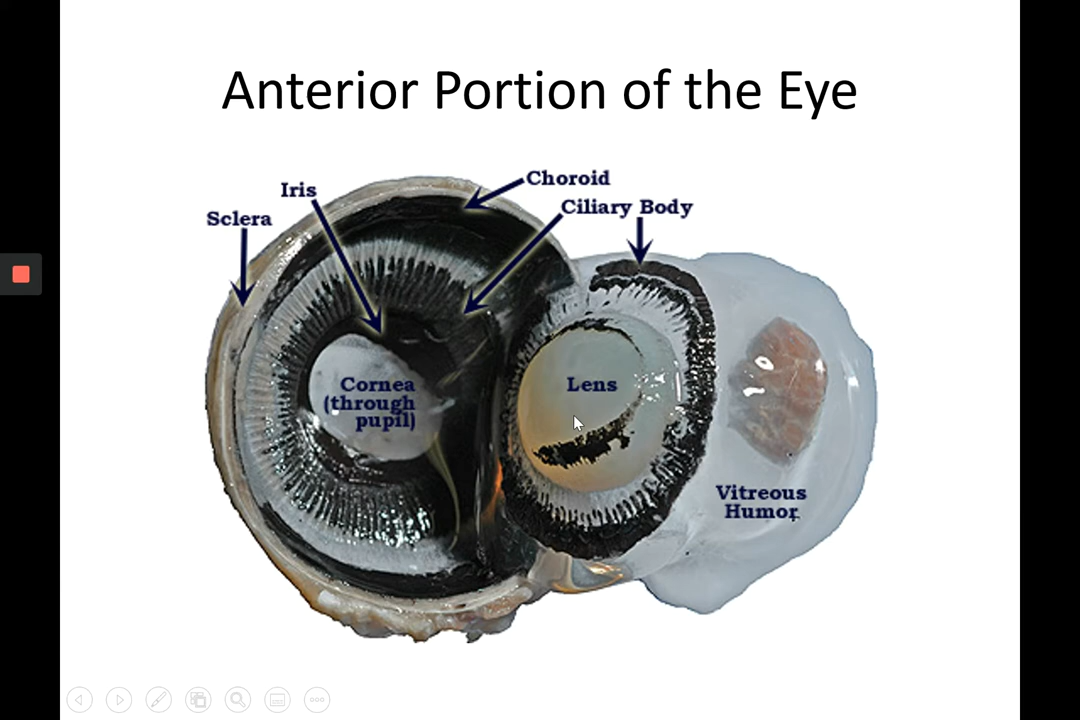 Anterior Portion of the Eye
Choroid
Iris
Ciliary Body
Sclera
Cornea
(through
pupil)
Lens
Vitreous
Humor